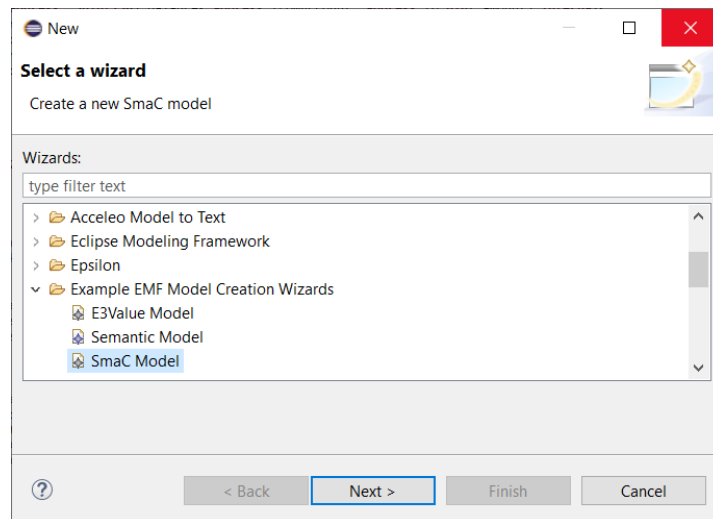 New
Select a wizard
Create a new SmaC model
Wizards:
type filter text
Acceleo Model to Text
Eclipse Modeling Framework
Epsilon
Example EMF Model Creation Wizards
E3Value Model
Semantic Model
SmaC Model
? < Back Next > Finish Cancel